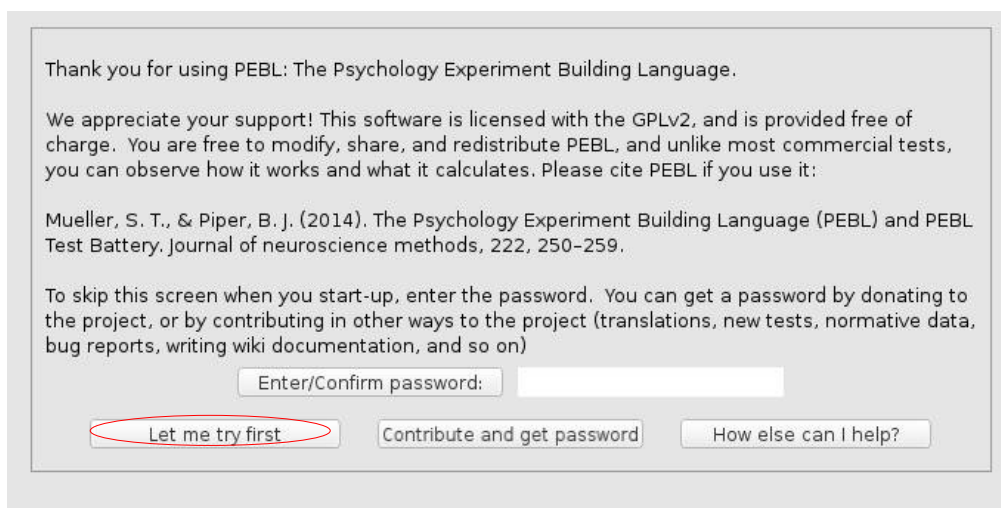 Thank you for using PEBL: The Psychology Experiment Building Language.
We appreciate your support! This software is licensed with the GPLv2, and is provided free of
charge.  You are free to modify, share, and redistribute PEBL, and unlike most commercial tests,
you can observe how it works and what it calculates. Please cite PEBL if you use it:
Mueller, S. T., & Piper, B. J. (2014). The Psychology Experiment Building Language (PEBL) and PEBL
Test Battery. Journal of neuroscience methods, 222, 250–259.
To skip this screen when you start-up, enter the password.  You can get a password by donating to
the project, or by contributing in other ways to the project (translations, new tests, normative data,
bug reports, writing wiki documentation, and so on)
Enter/Confirm password:
Let me try first
Contribute and get password
How else can I help?